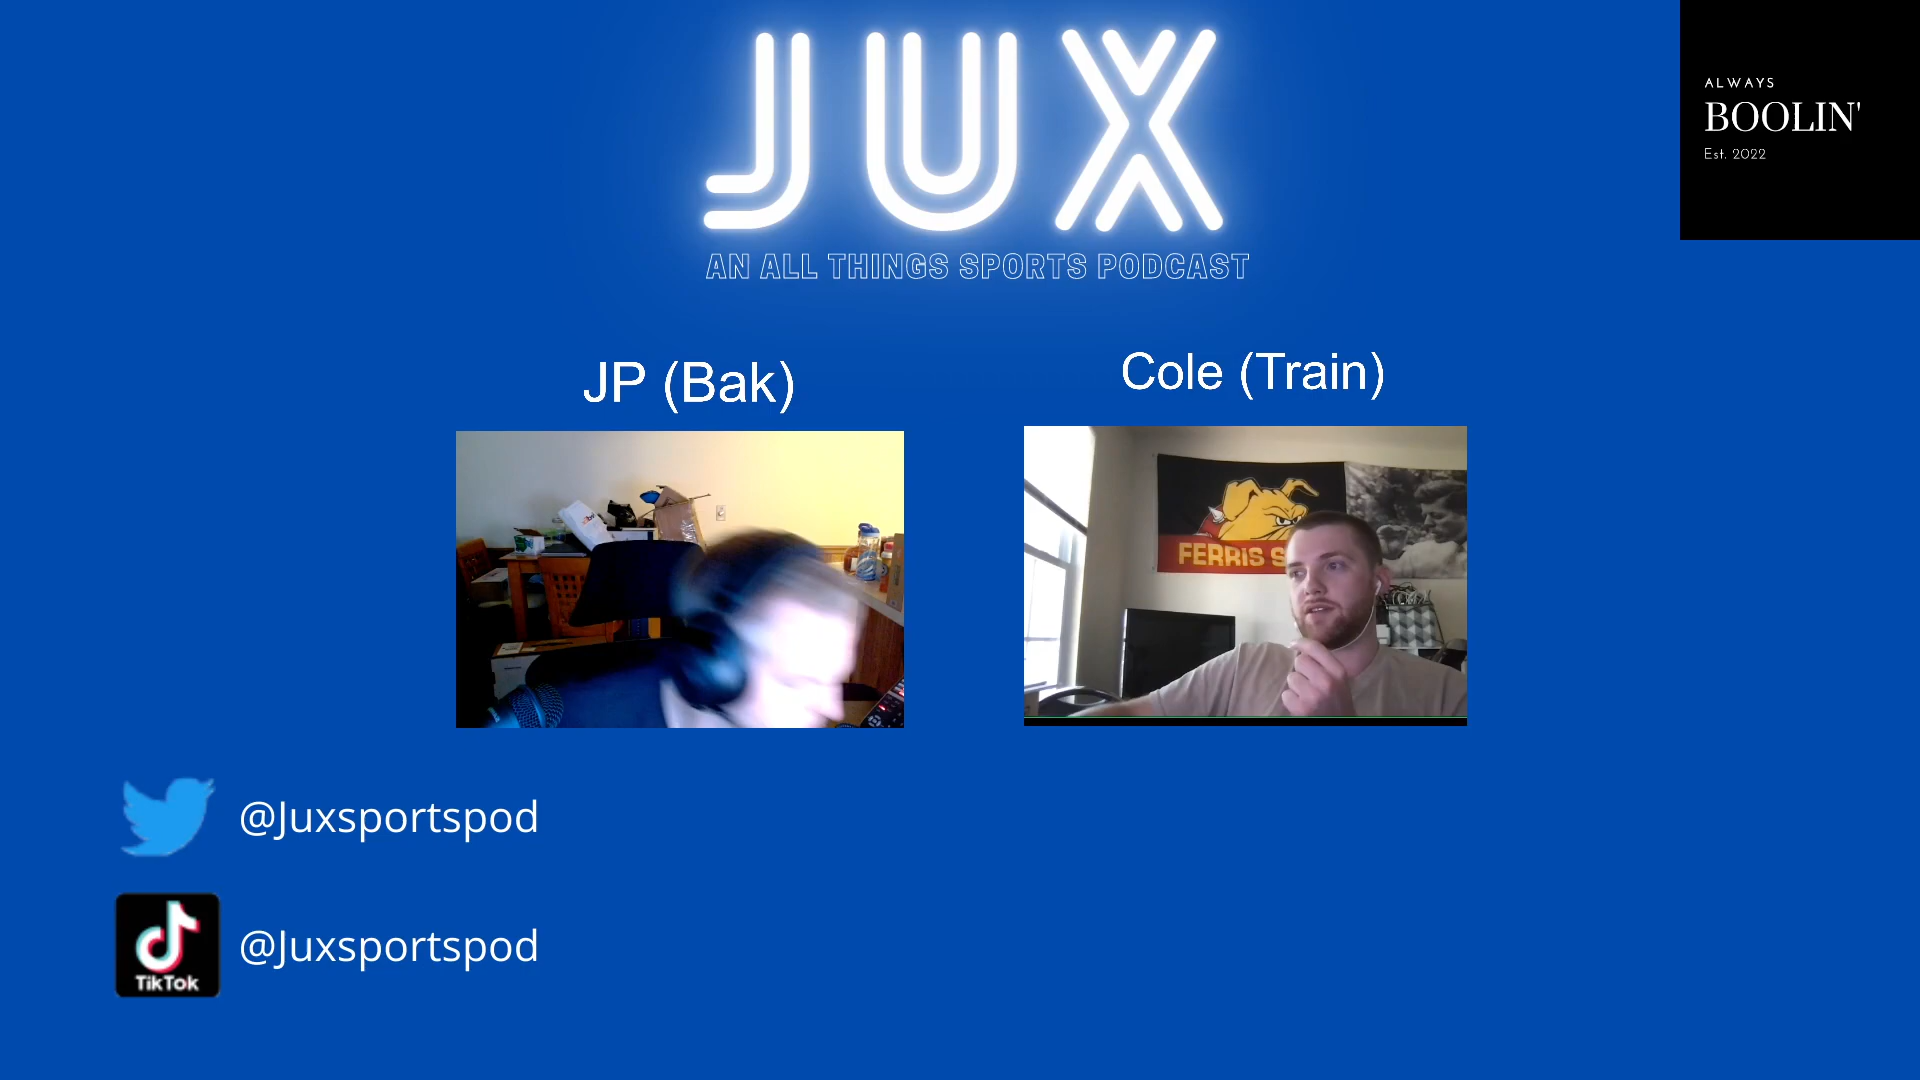 JUX
AN ALL THINGS SPORTS PODCAST
ALWAYS
BOOLIN'
Est. 2022
JP (Bak)
Cole (Train)
FERRIS S
@Juxsportspod
TikTok
@Juxsportspod